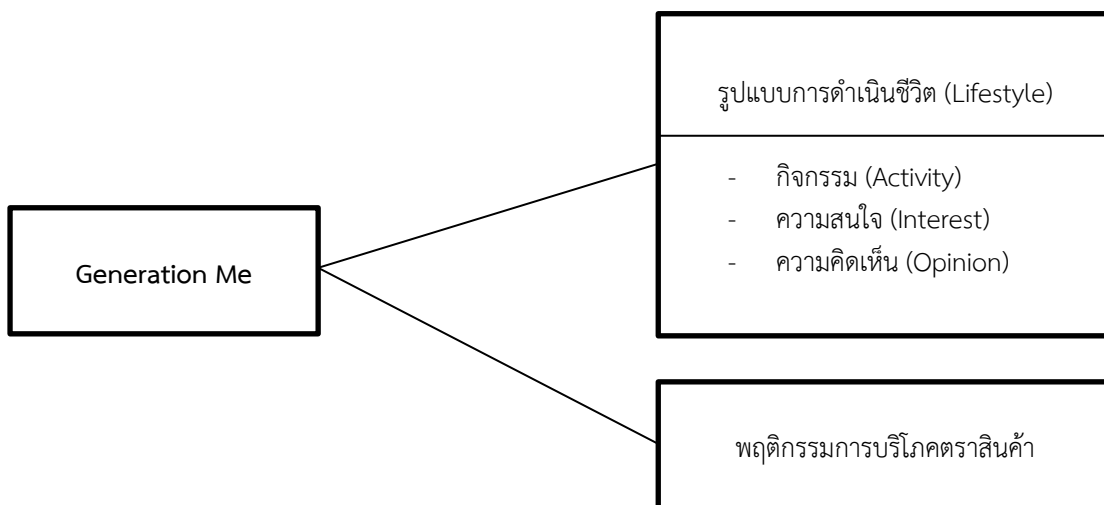 รูปแบบการดำเนินชีวิต (Lifestyle)
- กิจกรรม (Activity)
- ความสนใจ (Interest)
- ความคิดเห็น (Opinion)
Generation Me
พฤติกรรมการบริโภคตราสินค้า